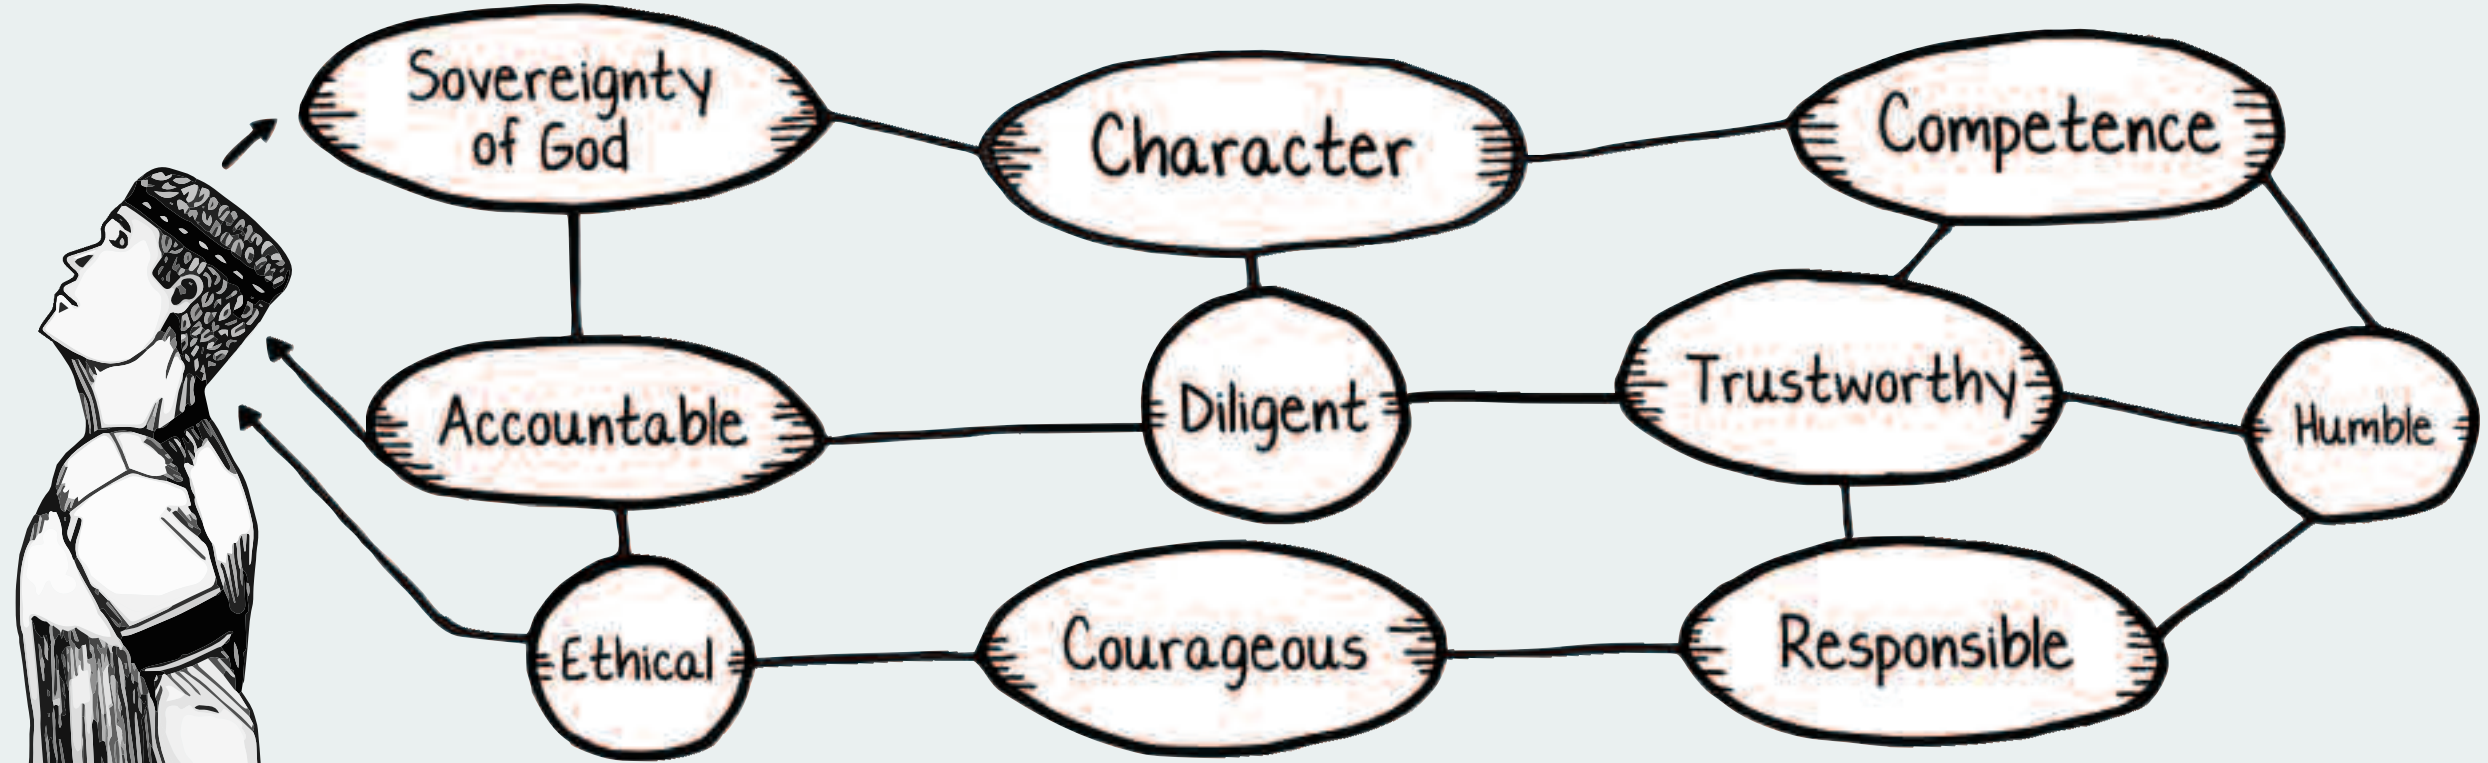 Sovereignty
of God
Character
Competence
Accountable
Diligent
Trustworthy
Humble
Ethical
Courageous
Responsible